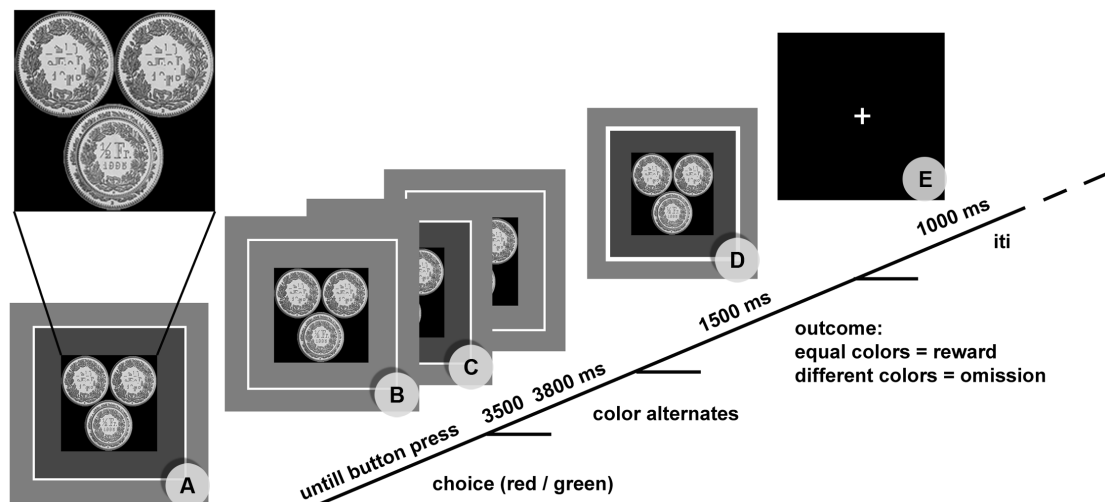 ½ Fr.
1995
A
B
C
D
E
untill button press
3500 3800 ms
1500 ms
1000 ms
choice (red / green)
color alternates
outcome:
equal colors = reward
different colors = omission
iti